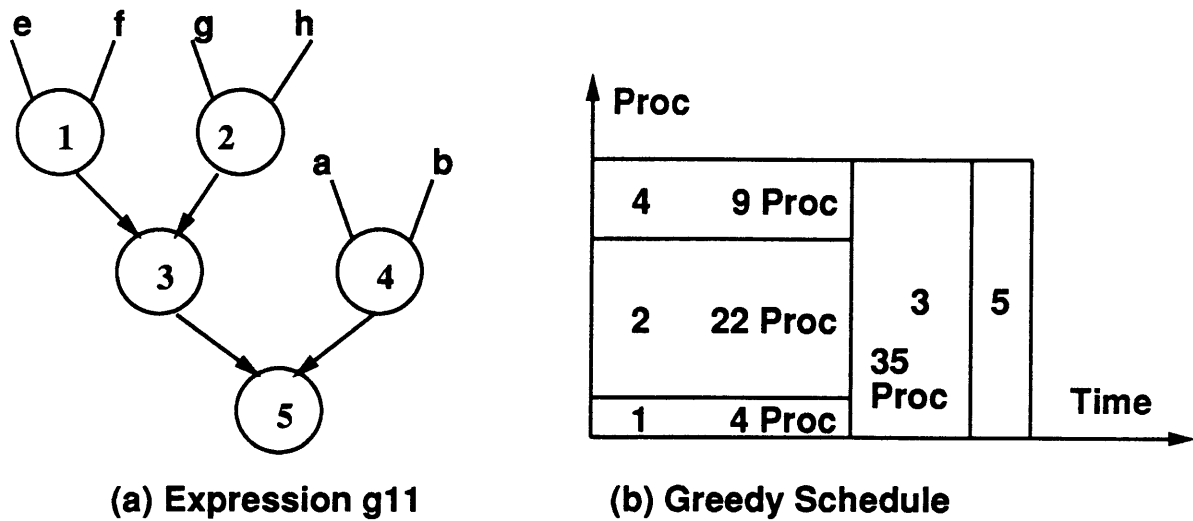 e f g h
1 2
a b
3 4
5
(a) Expression g11
Proc
4 9 Proc
2 22 Proc
1 4 Proc
3
35
Proc
5
Time
(b) Greedy Schedule